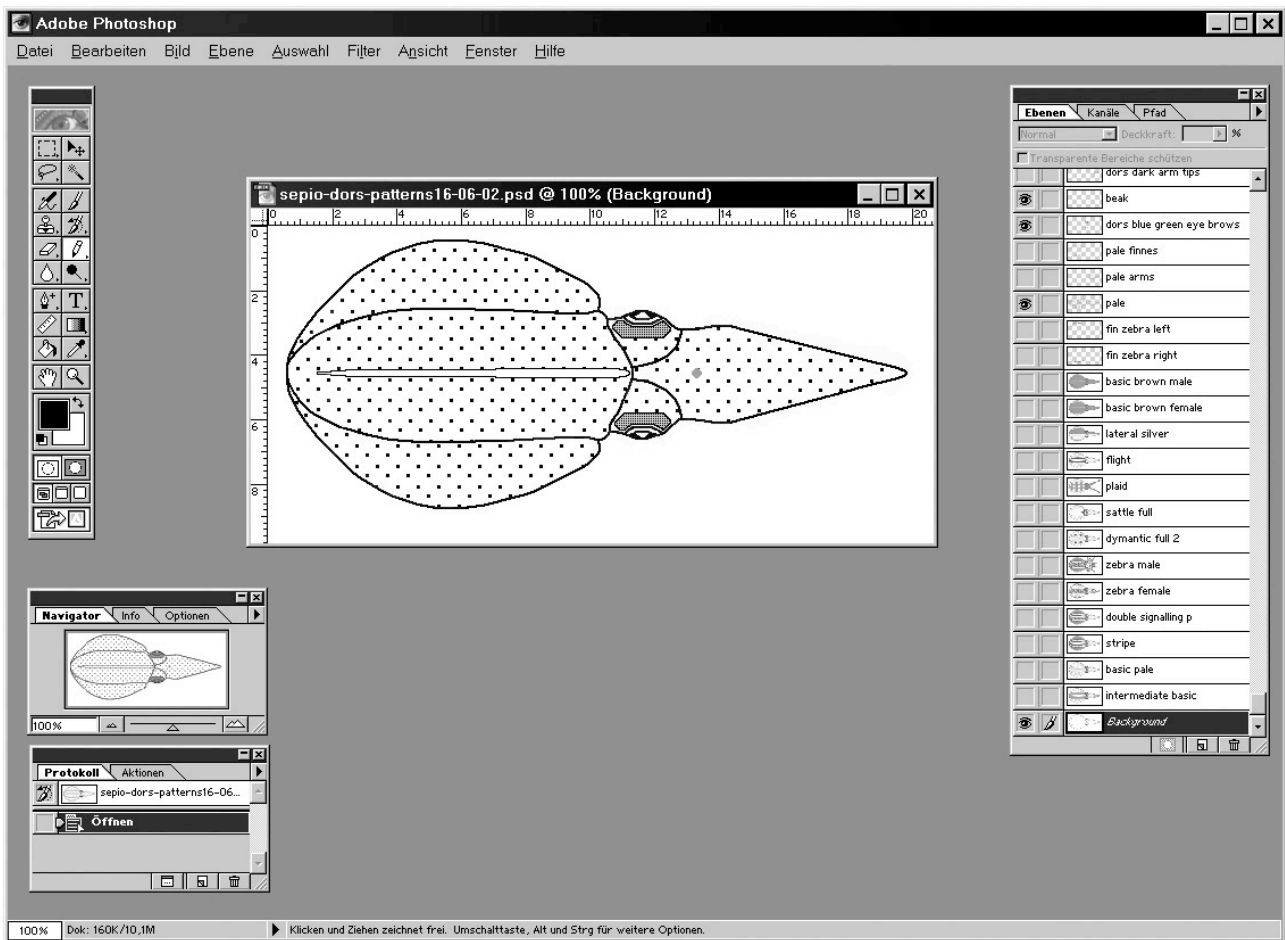 Adobe Photoshop
Datei Bearbeiten Bild Ebene Auswahl Filter Ansicht Fenster Hilfe
sepio-dors-patterns16-06-02.psd @ 100% (Background)
0 2 4 6 8 10 12 14 16 18 20
0
2
4
6
8
Ebenen Kanäle Pfad
Normal Deckkraft: %
Transparente Bereiche schützen
dors dark arm tips
beak
dors blue green eye brows
pale finnes
pale arms
pale
fin zebra left
fin zebra right
basic brown male
basic brown female
lateral silver
flight
plaid
sattle full
dymantic full 2
zebra male
zebra female
double signalling p
stripe
basic pale
intermediate basic
Background
Navigator Info Optionen
100%
Protokoll Aktionen
sepio-dors-patterns16-06...
Öffnen
100% Dok: 160K/10,1M Klicken und Ziehen zeichnet frei. Umschalttaste, Alt und Strg für weitere Optionen.